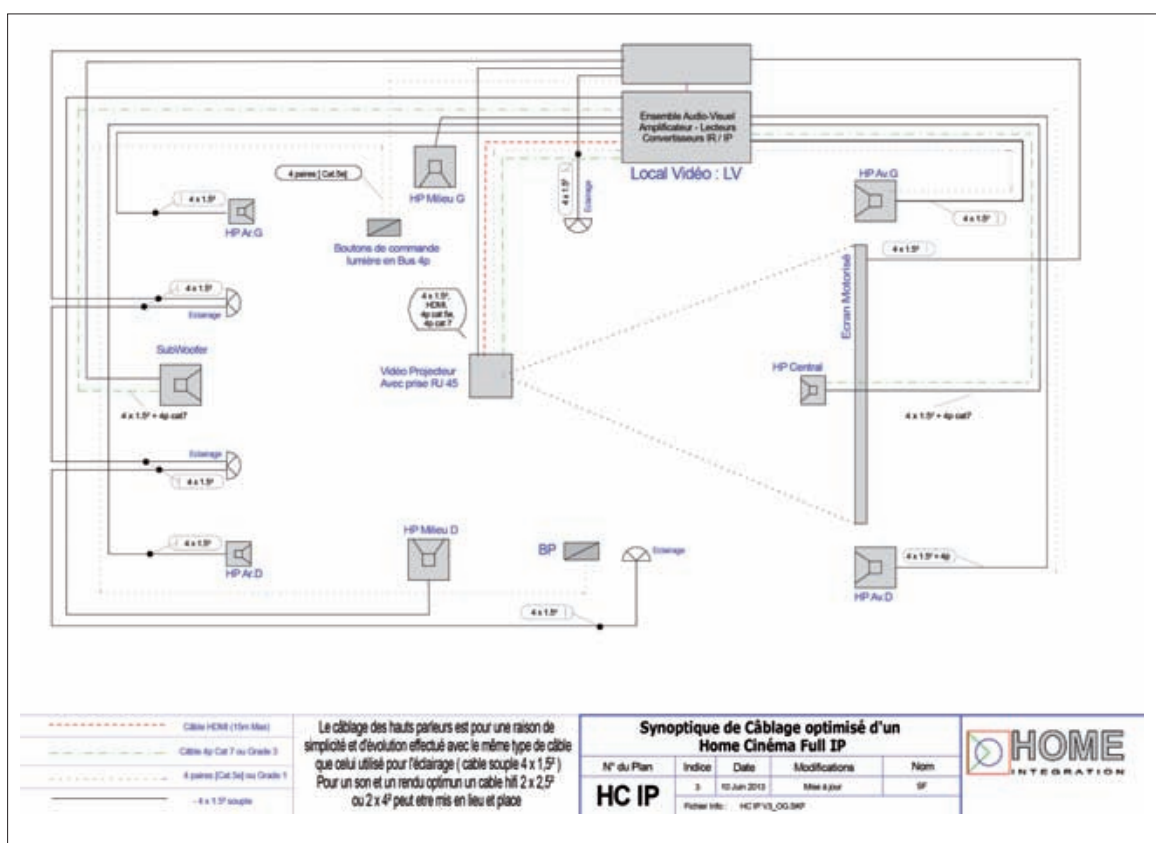 Ensemble Audio-Visuel
Amplificateur - Lecteurs
Convertisseurs IR / IP
Local Vidéo : LV
4 paires [ Cat.5e]
HP Milieu G
4 x 1.5²
Eclairage
HP Av.G
4 x 1.5²
4 x 1.5²
HP Ar.G
Boutons de commande
lumière en Bus 4p
4 x 1.5²
Ecran Motorisé
4 x 1.5²
Eclairage
4 x 1.5²,
HDMI,
4p cat 5e,
4p cat 7
SubWoofer
Vidéo Projecteur
Avec prise RJ 45
HP Central
4 x 1.5² + 4p cat7
4 x 1.5² + 4p cat7
Eclairage
4 x 1.5²
HP Milieu D
4 x 1.5²
HP Ar.D
BP
Eclairage
4 x 1.5² + 4p
HP Av.D
4 x 1.5²
Câble HDMI (15m Max)
Câble 4p Cat 7 ou Grade 3
4 paires [Cat.5e] ou Grade 1
- 4 x 1.5² souple
Le câblage des hauts parleurs est pour une raison de
simplicité et d'évolution effectué avec le même type de câble
que celui utilisé pour l'éclairage ( cable souple 4 x 1,5² )
Pour un son et un rendu optimun un cable hifi 2 x 2,5²
ou 2 x 4² peut etre mis en lieu et place
Synoptique de Câblage optimisé d'un
Home Cinéma Full IP
N° du Plan Indice Date Modifications Nom
HC IP 3 10 Juin 2013 Mise à jour SF
Fichier Info : HC IP V3_OG.SKF
HOME
INTEGRATION